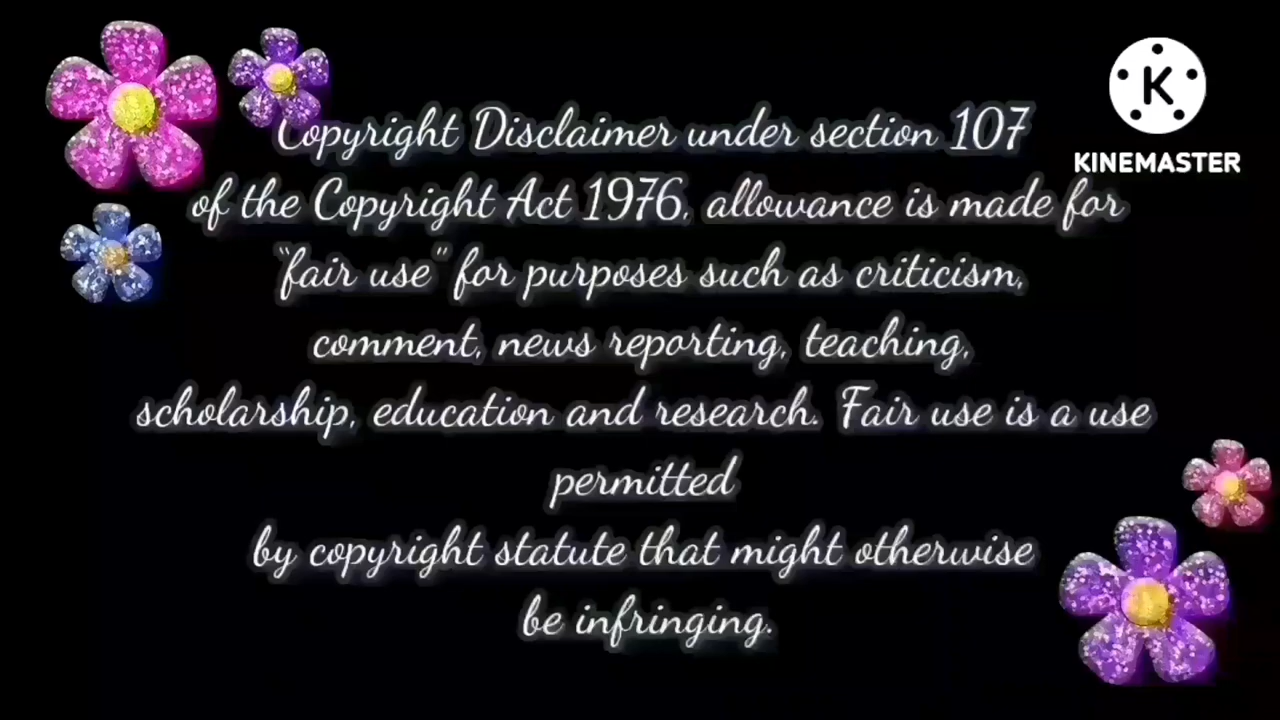 Copyright Disclaimer under section 107
of the Copyright Act 1976, allowance is made for
"fair use" for purposes such as criticism,
comment, news reporting, teaching,
scholarship, education and research. Fair use is a use
permitted
by copyright statute that might otherwise
be infringing.
K
KINEMASTER